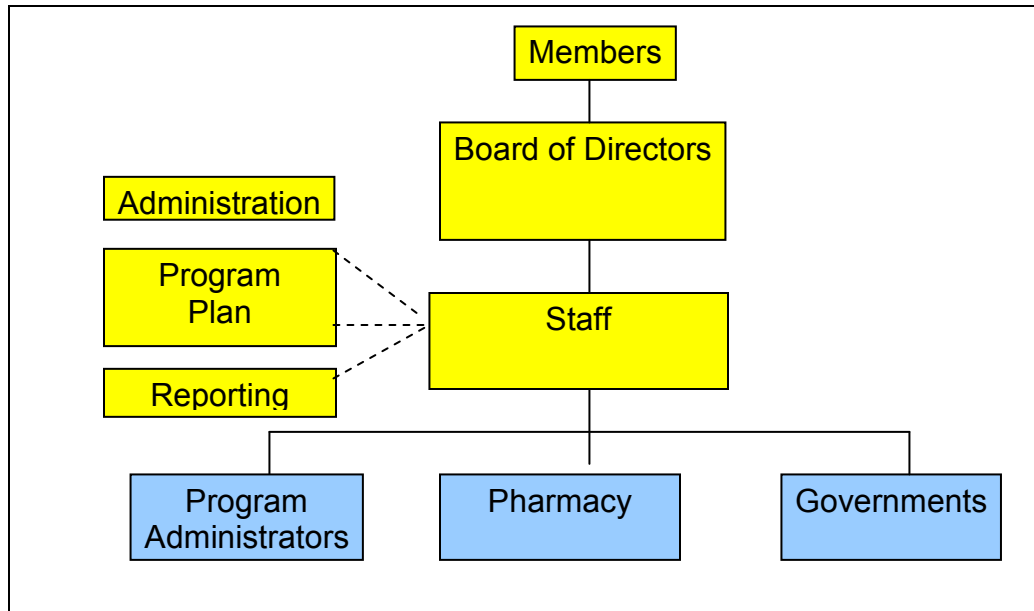 Members
Board of Directors
Administration
Program
Plan
Staff
Reporting
Program
Administrators
Pharmacy
Governments